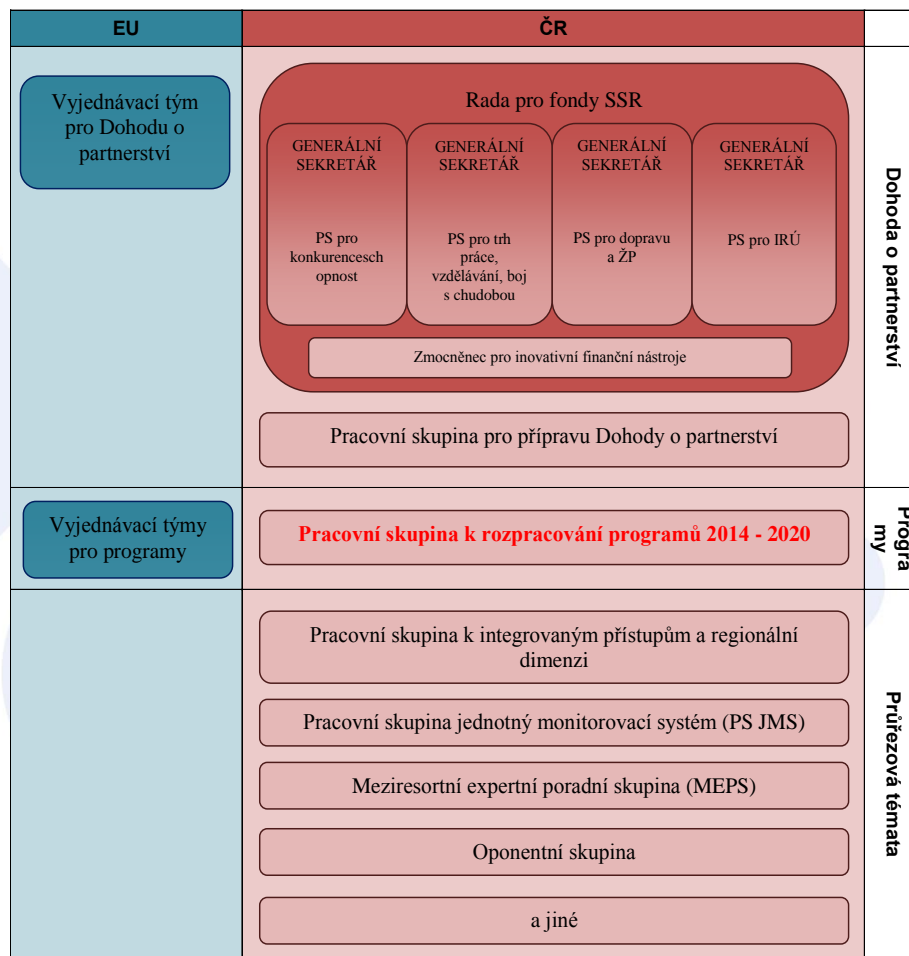 EU
ČR
Vyjednávací tým
pro Dohodu o
partnerství
Rada pro fondy SSR
GENERÁLNÍ
SEKRETÁŘ
PS pro
konkurencesch
opnost
GENERÁLNÍ
SEKRETÁŘ
PS pro trh
práce,
vzdělávání, boj
s chudobou
GENERÁLNÍ
SEKRETÁŘ
PS pro dopravu
a ŽP
GENERÁLNÍ
SEKRETÁŘ
PS pro IRÚ
Zmocněnec pro inovativní finanční nástroje
Pracovní skupina pro přípravu Dohody o partnerství
Dohoda o partnerství
Vyjednávací týmy
pro programy
Pracovní skupina k rozpracování programů 2014 - 2020
Progra
my
Pracovní skupina k integrovaným přístupům a regionální
dimenzi
Pracovní skupina jednotný monitorovací systém (PS JMS)
Meziresortní expertní poradní skupina (MEPS)
Oponentní skupina
a jiné
Průřezová témata